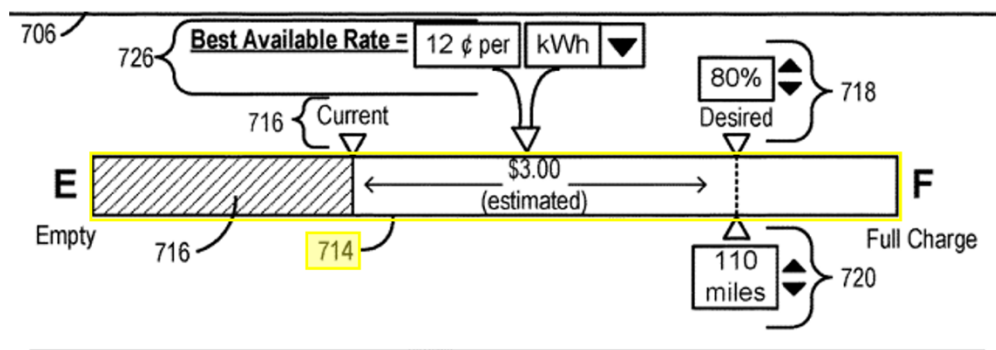 706
726
Best Available Rate = 12 ¢ per kWh
80%
718
716
Current
Desired
E
$3.00
(estimated)
F
Empty
716
714
Full Charge
110
miles
720